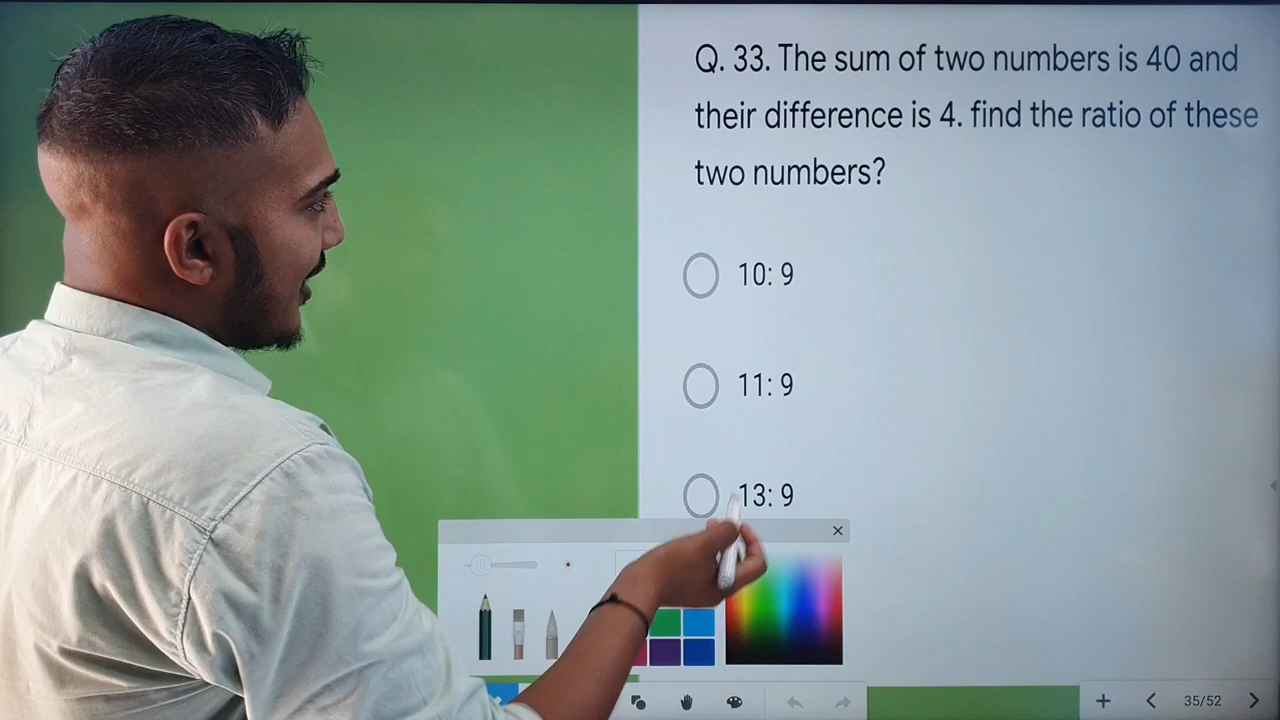 Q. 33. The sum of two numbers is 40 and
their difference is 4. find the ratio of these
two numbers?
10: 9
11: 9
13: 9
35/52